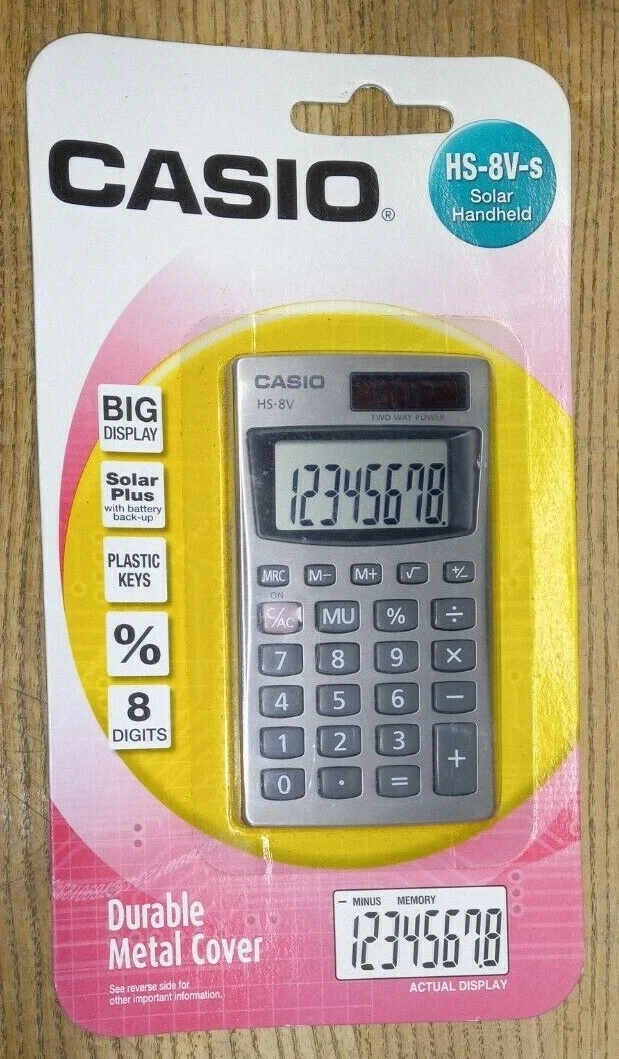 CASIO®
HS-8V-s
Solar
Handheld
BIG
DISPLAY
Solar
Plus
with battery
back-up
PLASTIC
KEYS
%
8
DIGITS
CASIO
HS-8V
TWO WAY POWER
12345678.
MRC M- M+ √ +/-
ON
C/AC MU % ÷
7 8 9 ×
4 5 6 −
1 2 3 +
0 · =
Durable
Metal Cover
See reverse side for
other important information.
− MINUS MEMORY
1234567.8
ACTUAL DISPLAY